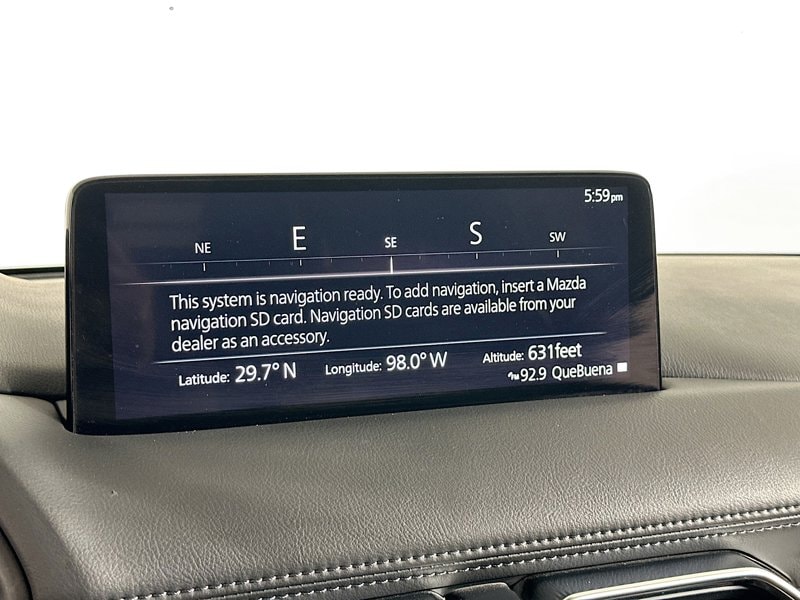 5:59pm
NE E SE S SW
This system is navigation ready. To add navigation, insert a Mazda
navigation SD card. Navigation SD cards are available from your
dealer as an accessory.
Latitude: 29.7° N Longitude: 98.0° W Altitude: 631feet
FM 92.9 QueBuena